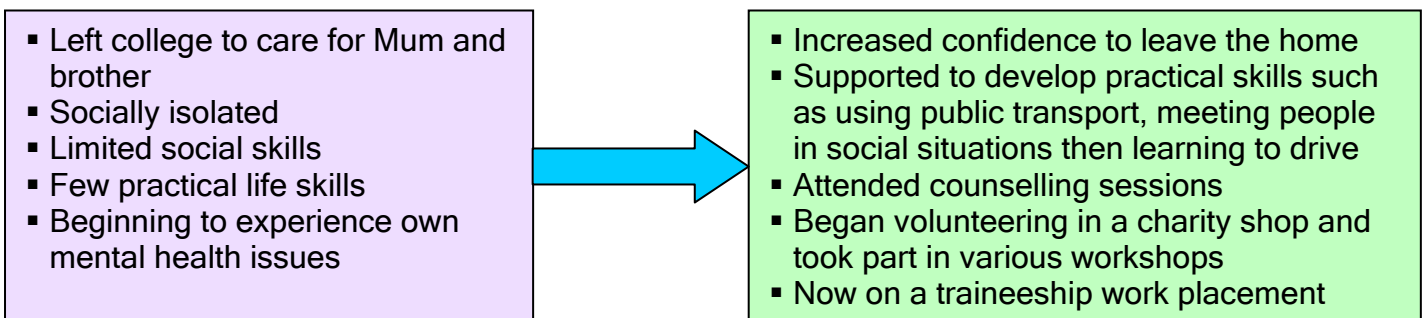 ▪ Left college to care for Mum and
brother
▪ Socially isolated
▪ Limited social skills
▪ Few practical life skills
▪ Beginning to experience own
mental health issues
▪ Increased confidence to leave the home
▪ Supported to develop practical skills such
as using public transport, meeting people
in social situations then learning to drive
▪ Attended counselling sessions
▪ Began volunteering in a charity shop and
took part in various workshops
▪ Now on a traineeship work placement